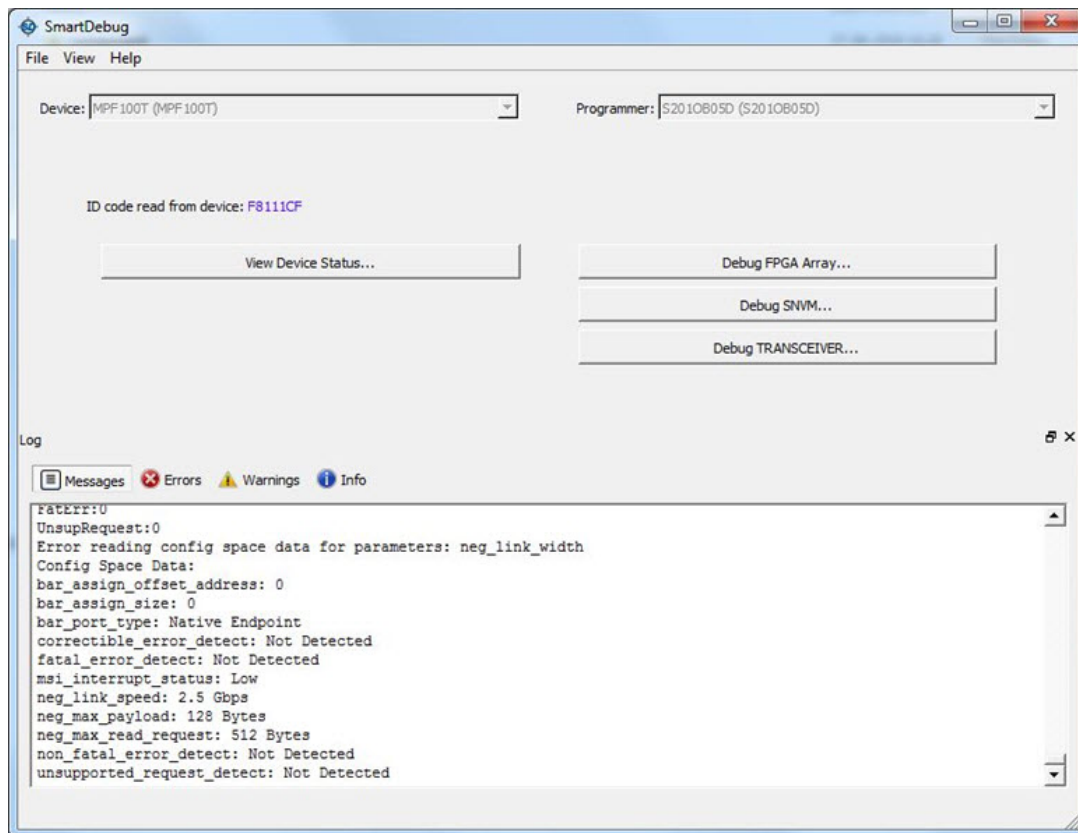 SmartDebug
File View Help
Device: MPF100T (MPF100T) Programmer: S201OB05D (S201OB05D)
ID code read from device: F8111CF
View Device Status... Debug FPGA Array...
Debug SNVM...
Debug TRANSCEIVER...
Log
Messages Errors Warnings Info
FatErr:0
UnsupRequest:0
Error reading config space data for parameters: neg_link_width
Config Space Data:
bar_assign_offset_address: 0
bar_assign_size: 0
bar_port_type: Native Endpoint
correctible_error_detect: Not Detected
fatal_error_detect: Not Detected
msi_interrupt_status: Low
neg_link_speed: 2.5 Gbps
neg_max_payload: 128 Bytes
neg_max_read_request: 512 Bytes
non_fatal_error_detect: Not Detected
unsupported_request_detect: Not Detected